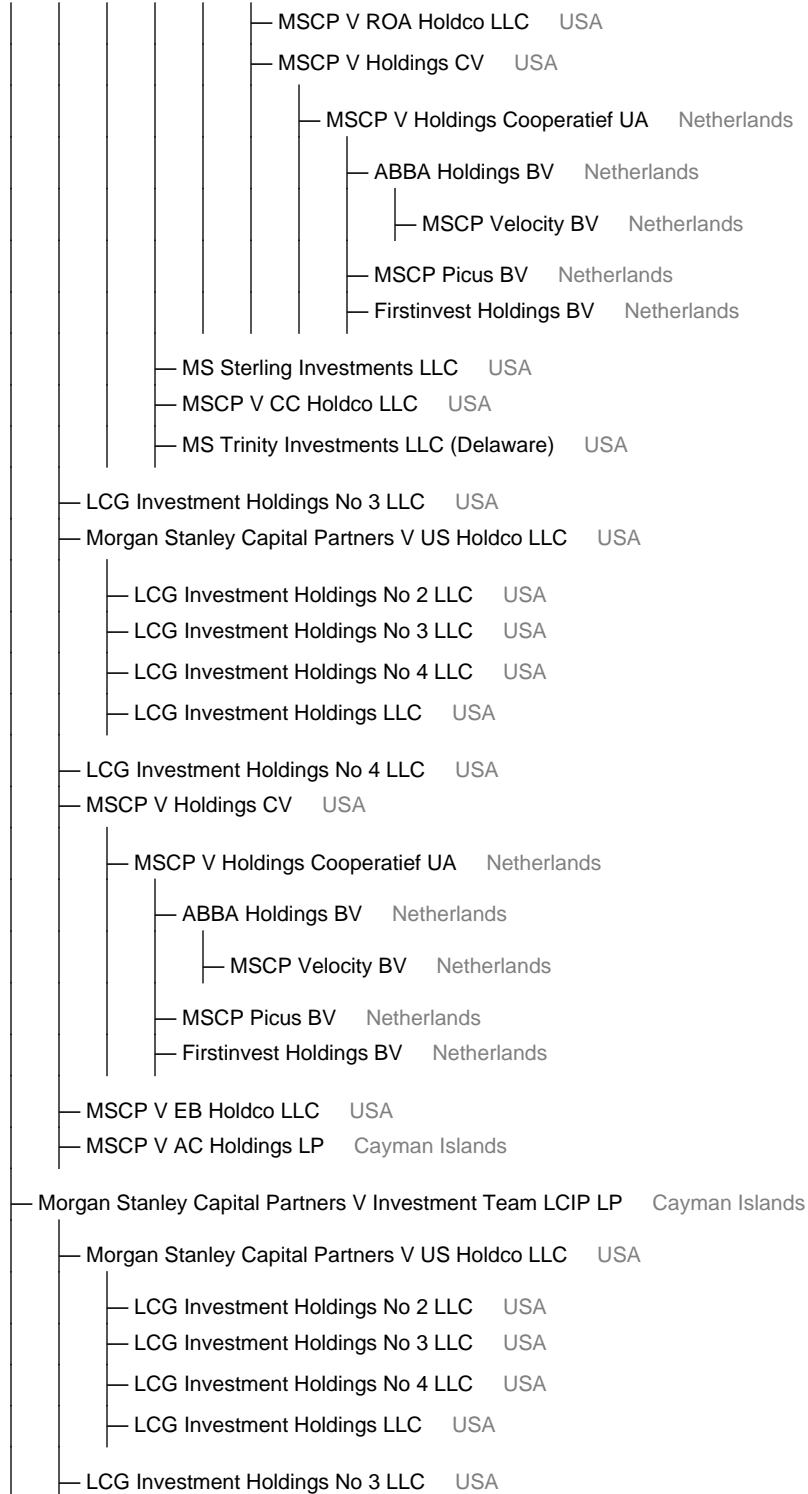 MSCP V ROA Holdco LLC USA
MSCP V Holdings CV USA
MSCP V Holdings Cooperatief UA Netherlands
ABBA Holdings BV Netherlands
MSCP Velocity BV Netherlands
MSCP Picus BV Netherlands
Firstinvest Holdings BV Netherlands
MS Sterling Investments LLC USA
MSCP V CC Holdco LLC USA
MS Trinity Investments LLC (Delaware) USA
LCG Investment Holdings No 3 LLC USA
Morgan Stanley Capital Partners V US Holdco LLC USA
LCG Investment Holdings No 2 LLC USA
LCG Investment Holdings No 3 LLC USA
LCG Investment Holdings No 4 LLC USA
LCG Investment Holdings LLC USA
LCG Investment Holdings No 4 LLC USA
MSCP V Holdings CV USA
MSCP V Holdings Cooperatief UA Netherlands
ABBA Holdings BV Netherlands
MSCP Velocity BV Netherlands
MSCP Picus BV Netherlands
Firstinvest Holdings BV Netherlands
MSCP V EB Holdco LLC USA
MSCP V AC Holdings LP Cayman Islands
Morgan Stanley Capital Partners V Investment Team LCIP LP Cayman Islands
Morgan Stanley Capital Partners V US Holdco LLC USA
LCG Investment Holdings No 2 LLC USA
LCG Investment Holdings No 3 LLC USA
LCG Investment Holdings No 4 LLC USA
LCG Investment Holdings LLC USA
LCG Investment Holdings No 3 LLC USA